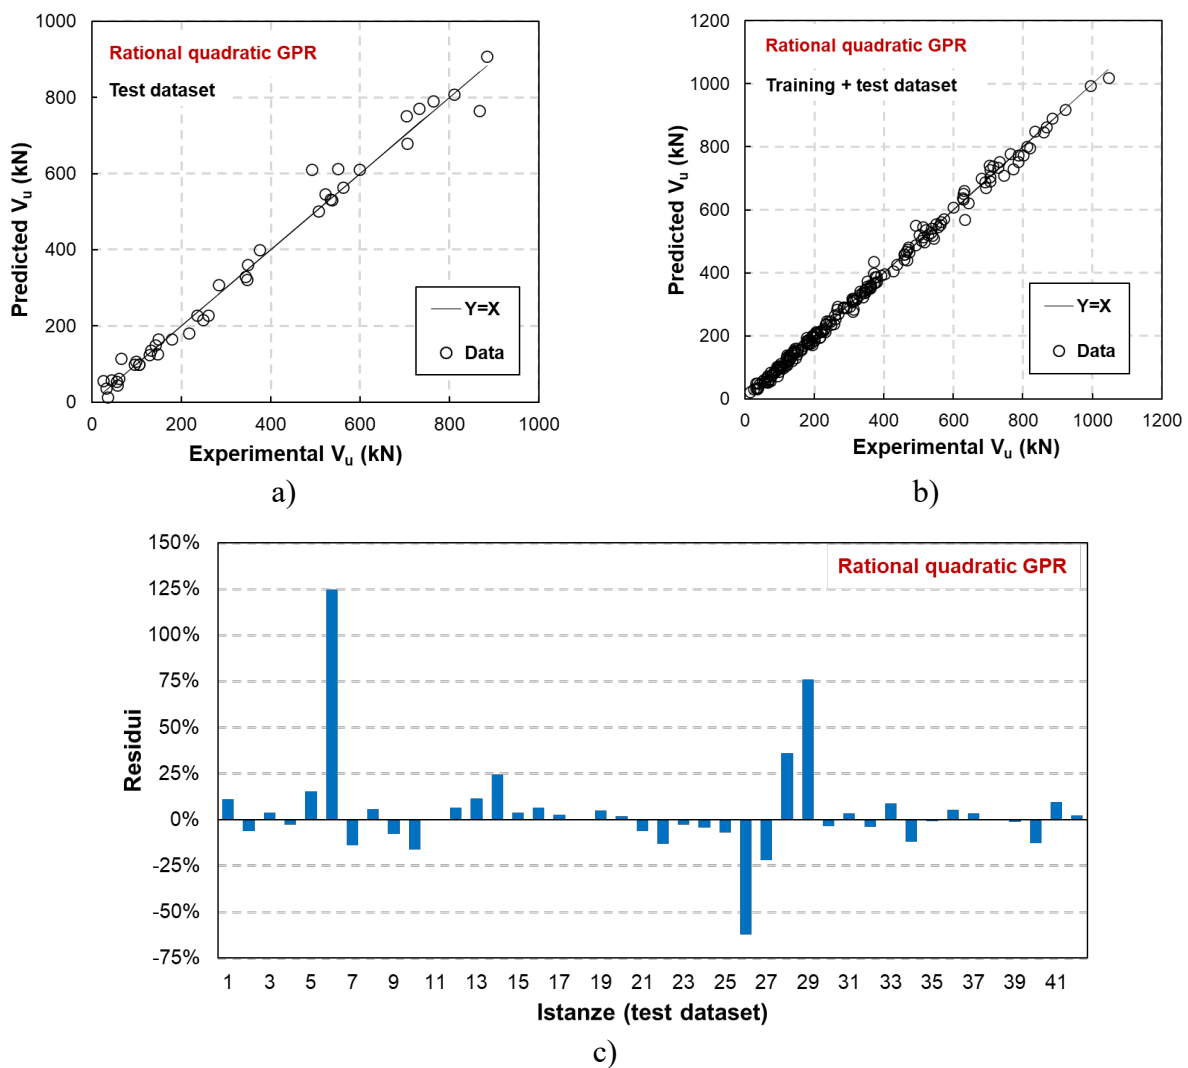 1000
800
600
400
200
0
Predicted Vu (kN)
Rational quadratic GPR
Test dataset
Y=X
Data
0 200 400 600 800 1000
Experimental Vu (kN)
a)
1200
1000
800
600
400
200
0
Predicted Vu (kN)
Rational quadratic GPR
Training + test dataset
Y=X
Data
0 200 400 600 800 1000 1200
Experimental Vu (kN)
b)
150%
125%
100%
75%
50%
25%
0%
-25%
-50%
-75%
Residui
Rational quadratic GPR
1 3 5 7 9 11 13 15 17 19 21 23 25 27 29 31 33 35 37 39 41
Istanze (test dataset)
c)